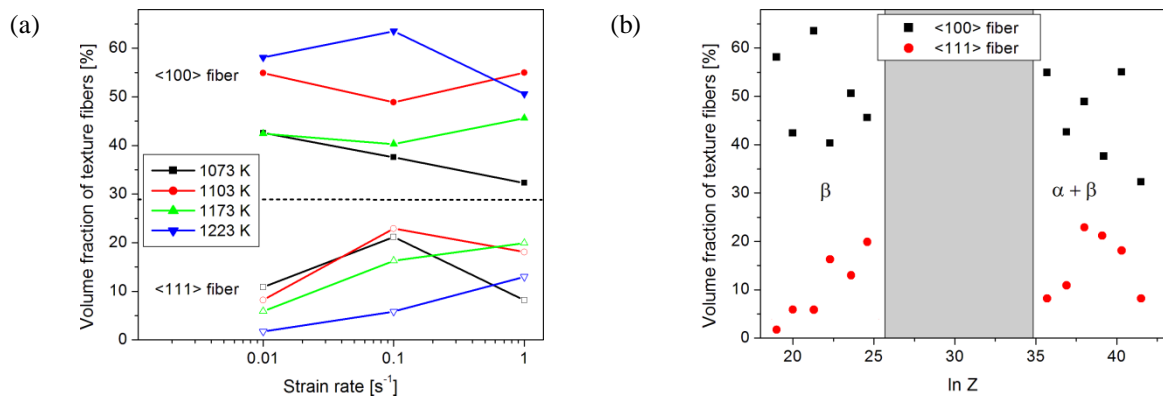 (a)
Volume fraction of texture fibers [%]
60
50
40
30
20
10
0
<100> fiber
1073 K
1103 K
1173 K
1223 K
<111> fiber
0.01
0.1
1
Strain rate [s⁻¹]
(b)
Volume fraction of texture fibers [%]
60
50
40
30
20
10
0
<100> fiber
<111> fiber
β
α + β
20
25
30
35
40
ln Z